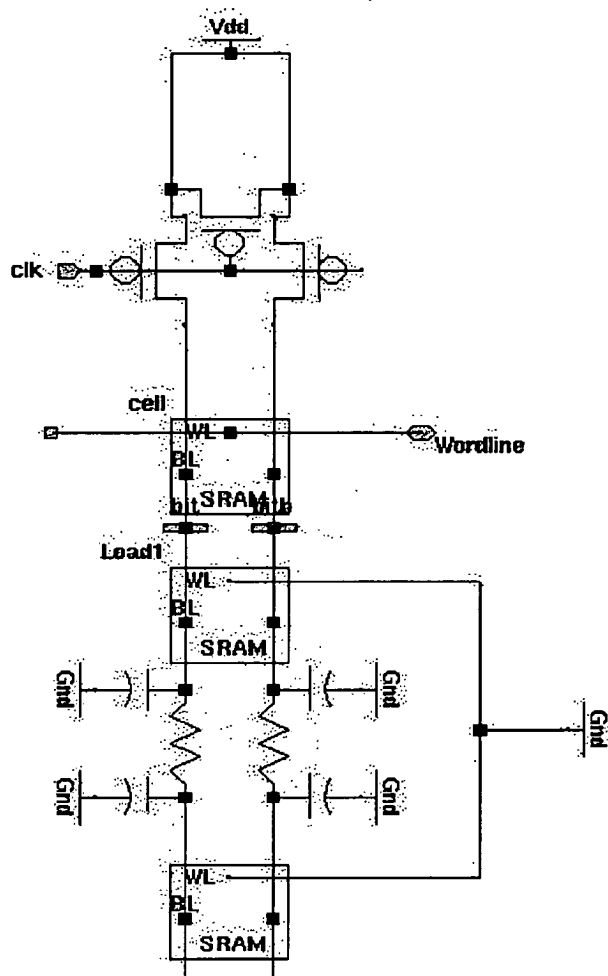 Vdd
clk
cell
WL
Wordline
BL
SRAM
bit
Load1
WL
BL
SRAM
Gnd
Gnd
Gnd
Gnd
Gnd
WL
BL
SRAM